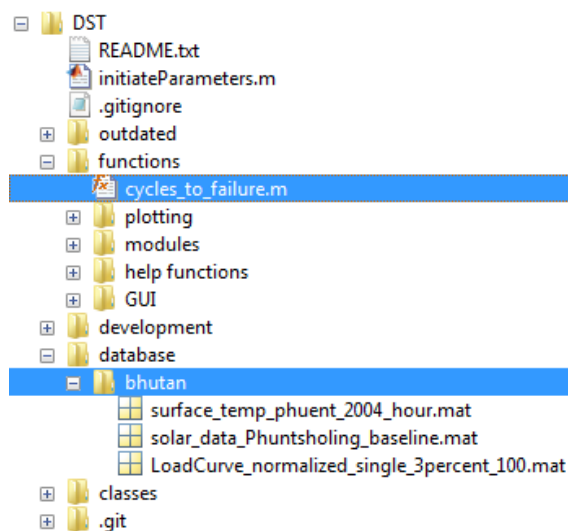 DST
README.txt
initiateParameters.m
.gitignore
outdated
functions
cycles_to_failure.m
plotting
modules
help functions
GUI
development
database
bhutan
surface_temp_phuent_2004_hour.mat
solar_data_Phuntsholing_baseline.mat
LoadCurve_normalized_single_3percent_100.mat
classes
.git